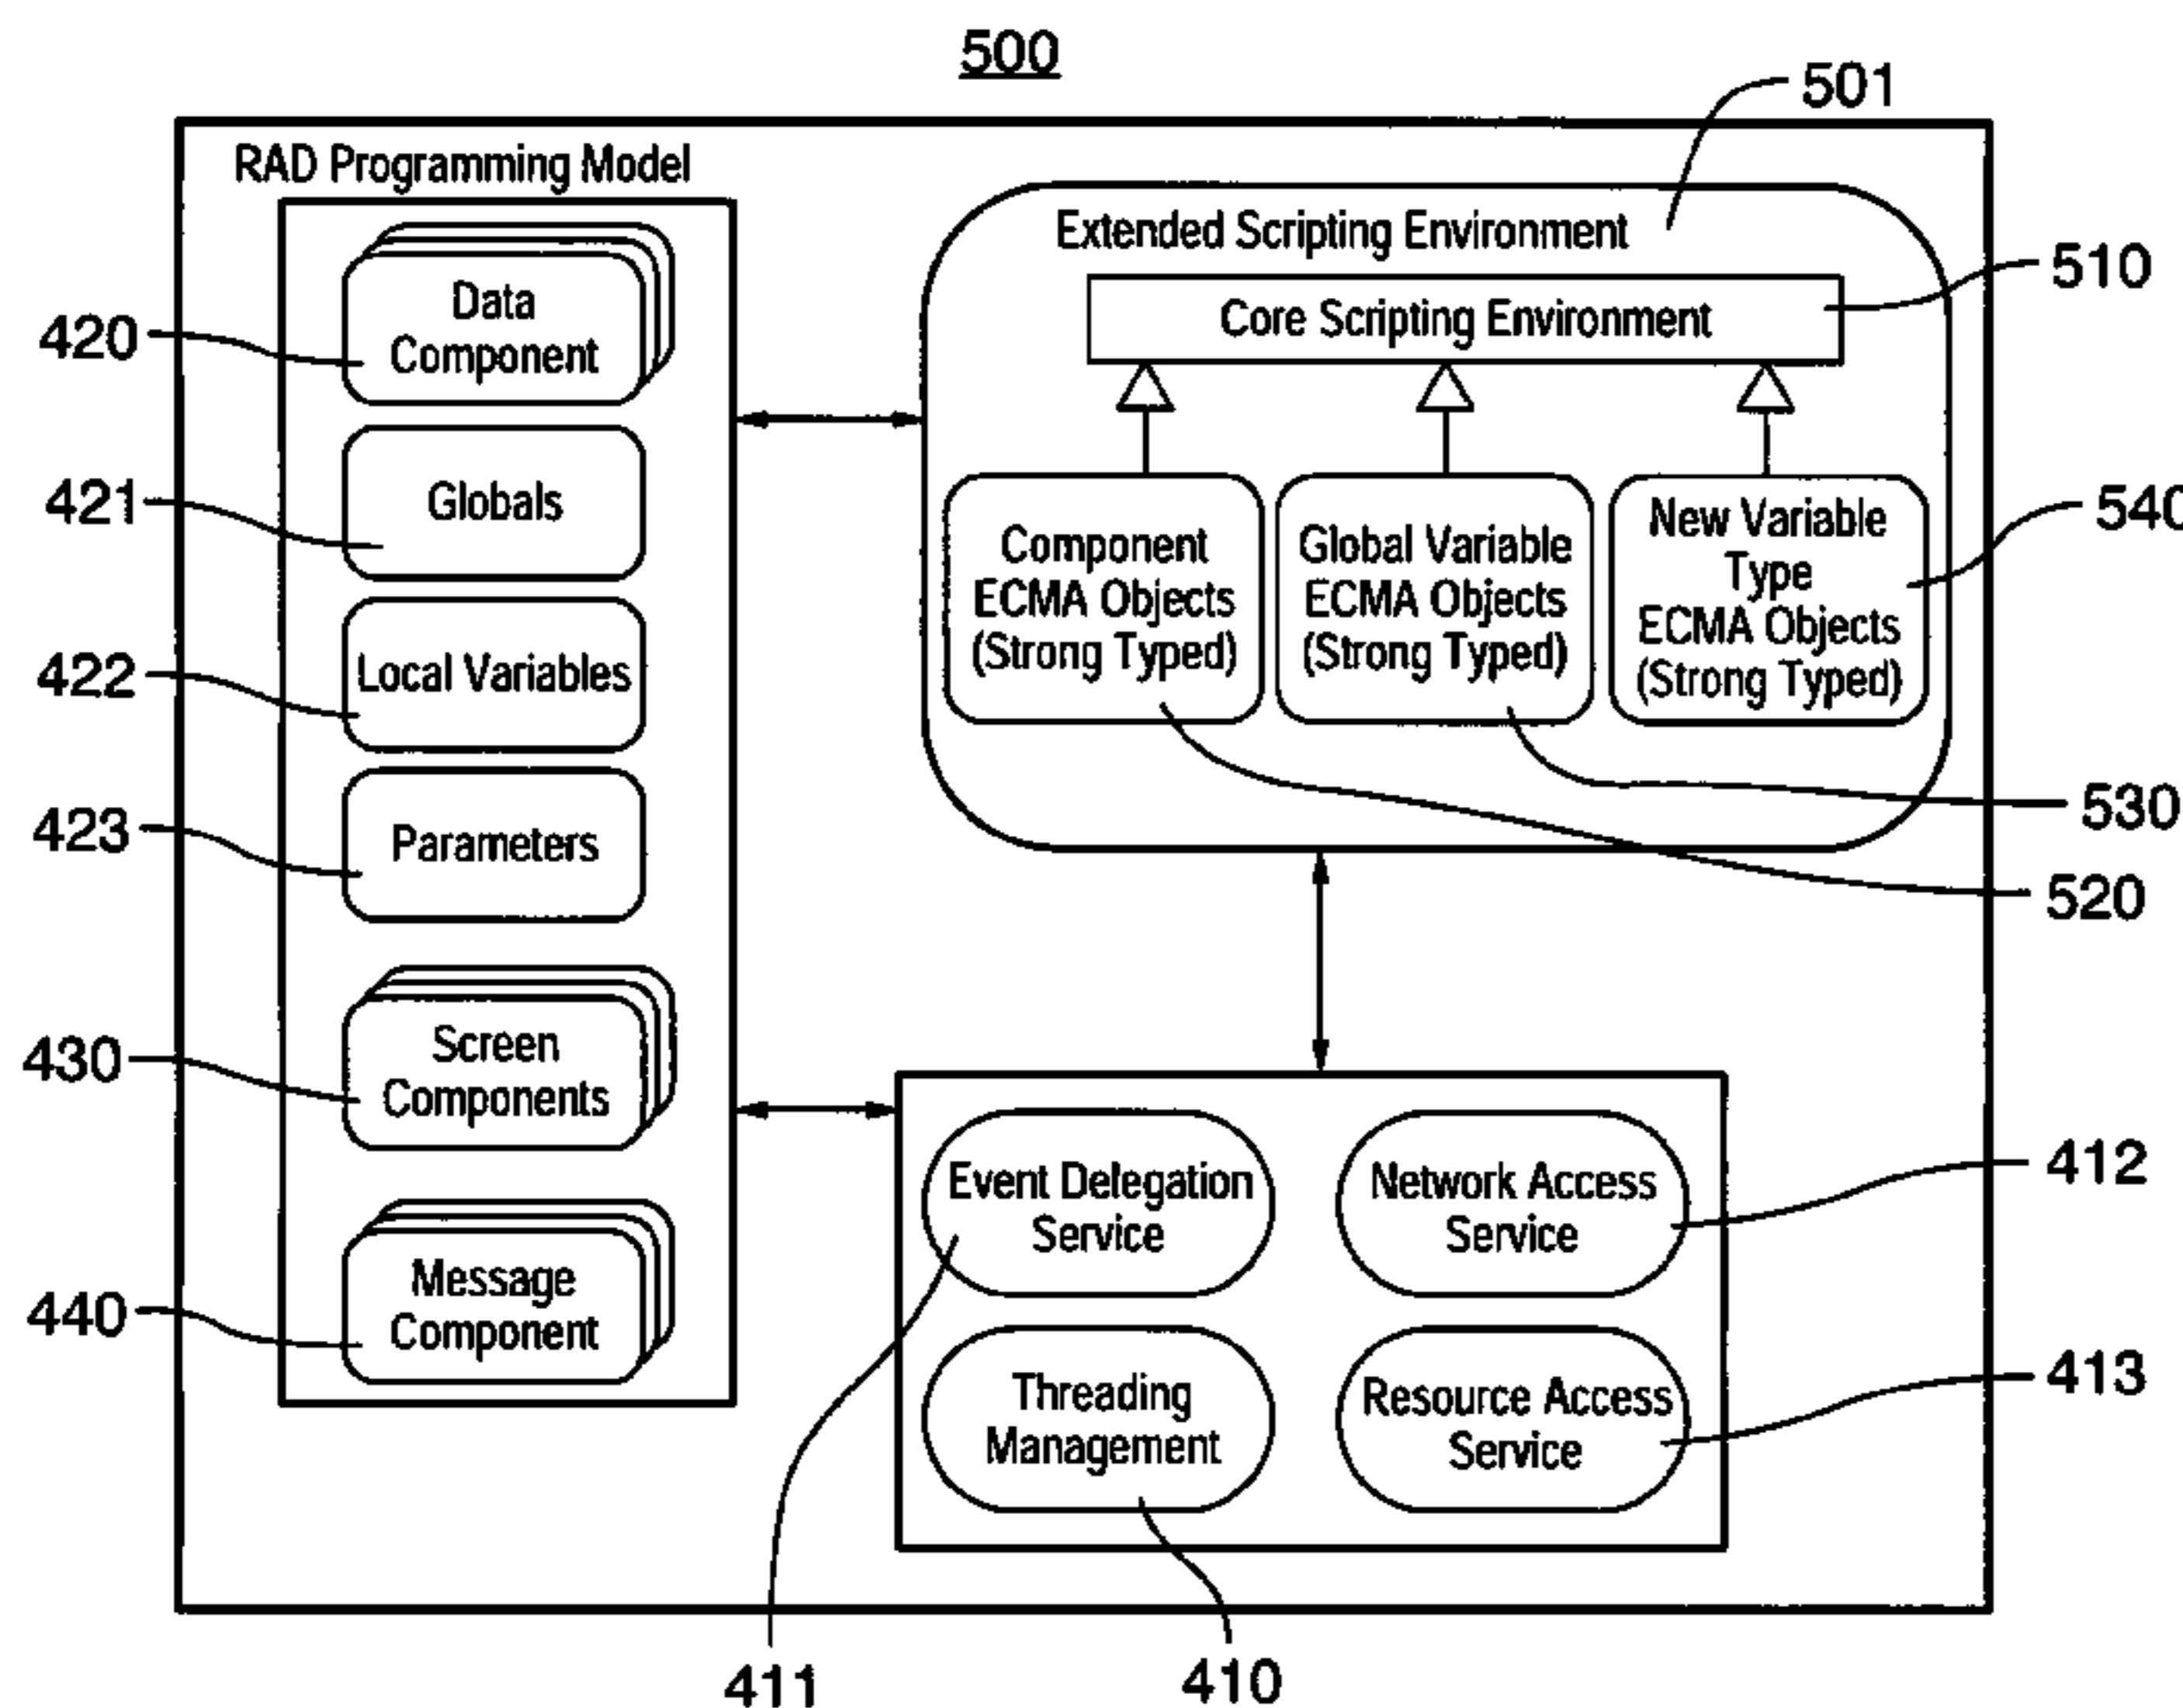 500
501
RAD Programming Model
Extended Scripting Environment
510
Core Scripting Environment
420
Data
Component
421
Globals
422
Local Variables
423
Parameters
430
Screen
Components
440
Message
Component
Component
ECMA Objects
(Strong Typed)
Global Variable
ECMA Objects
(Strong Typed)
New Variable
Type
ECMA Objects
(Strong Typed)
540
530
520
Event Delegation
Service
Network Access
Service
412
Threading
Management
Resource Access
Service
413
411
410